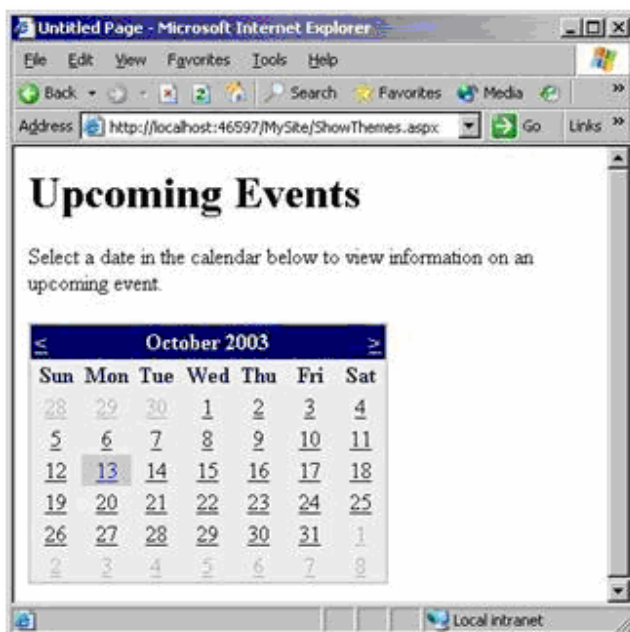 Untitled Page - Microsoft Internet Explorer
File Edit View Favorites Tools Help
Back Search Favorites Media »
Address http://localhost:46597/MySite/ShowThemes.aspx Go Links »
Upcoming Events
Select a date in the calendar below to view information on an
upcoming event.
< October 2003 >
Sun Mon Tue Wed Thu Fri Sat
28 29 30 1 2 3 4
5 6 7 8 9 10 11
12 13 14 15 16 17 18
19 20 21 22 23 24 25
26 27 28 29 30 31 1
2 3 4 5 6 7 8
Local intranet